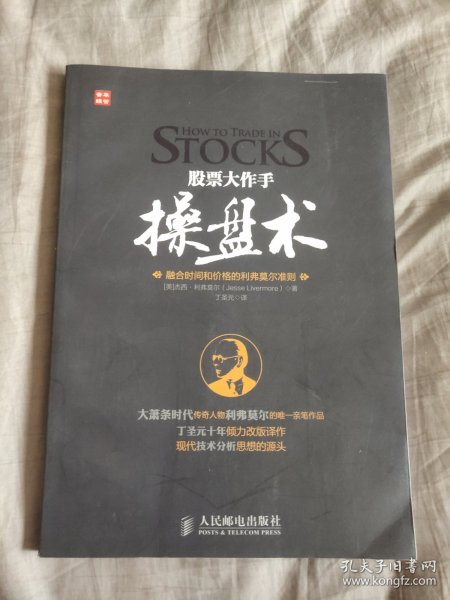 HOW TO TRADE IN
STOCKS
股票大作手
操盘术
融合时间和价格的利弗莫尔准则
[美]杰西·利弗莫尔（Jesse Livermore）◇著
丁圣元◇译
大萧条时代传奇人物利弗莫尔的唯一亲笔作品
丁圣元十年倾力改版译作
现代技术分析思想的源头
人民邮电出版社
POSTS & TELECOM PRESS
孔夫子旧书网
www.kongfz.com